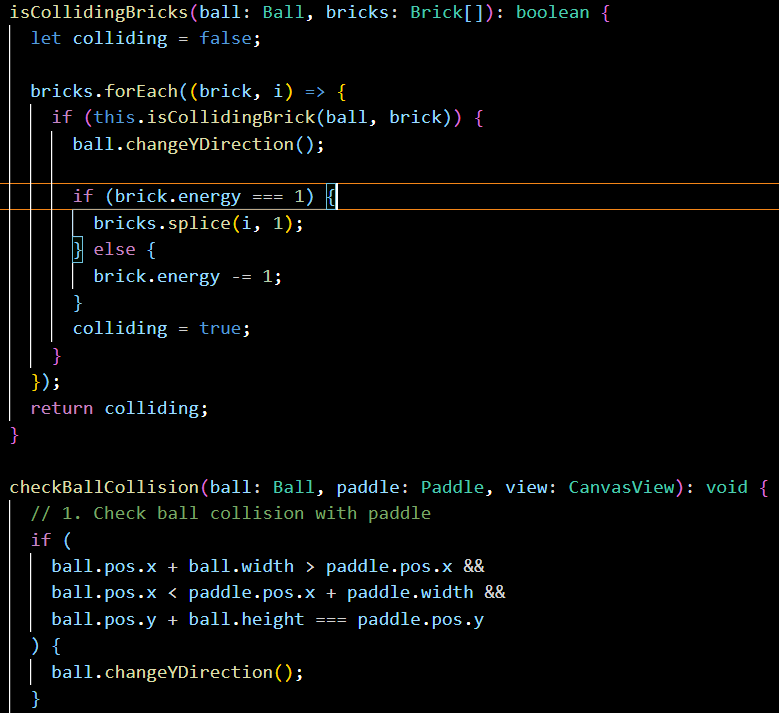 isCollidingBricks(ball: Ball, bricks: Brick[]): boolean {
let colliding = false;
bricks.forEach((brick, i) => {
if (this.isCollidingBrick(ball, brick)) {
ball.changeYDirection();
if (brick.energy === 1) {
bricks.splice(i, 1);
} else {
brick.energy -= 1;
}
colliding = true;
}
});
return colliding;
}
checkBallCollision(ball: Ball, paddle: Paddle, view: CanvasView): void {
// 1. Check ball collision with paddle
if (
ball.pos.x + ball.width > paddle.pos.x &&
ball.pos.x < paddle.pos.x + paddle.width &&
ball.pos.y + ball.height === paddle.pos.y
) {
ball.changeYDirection();
}